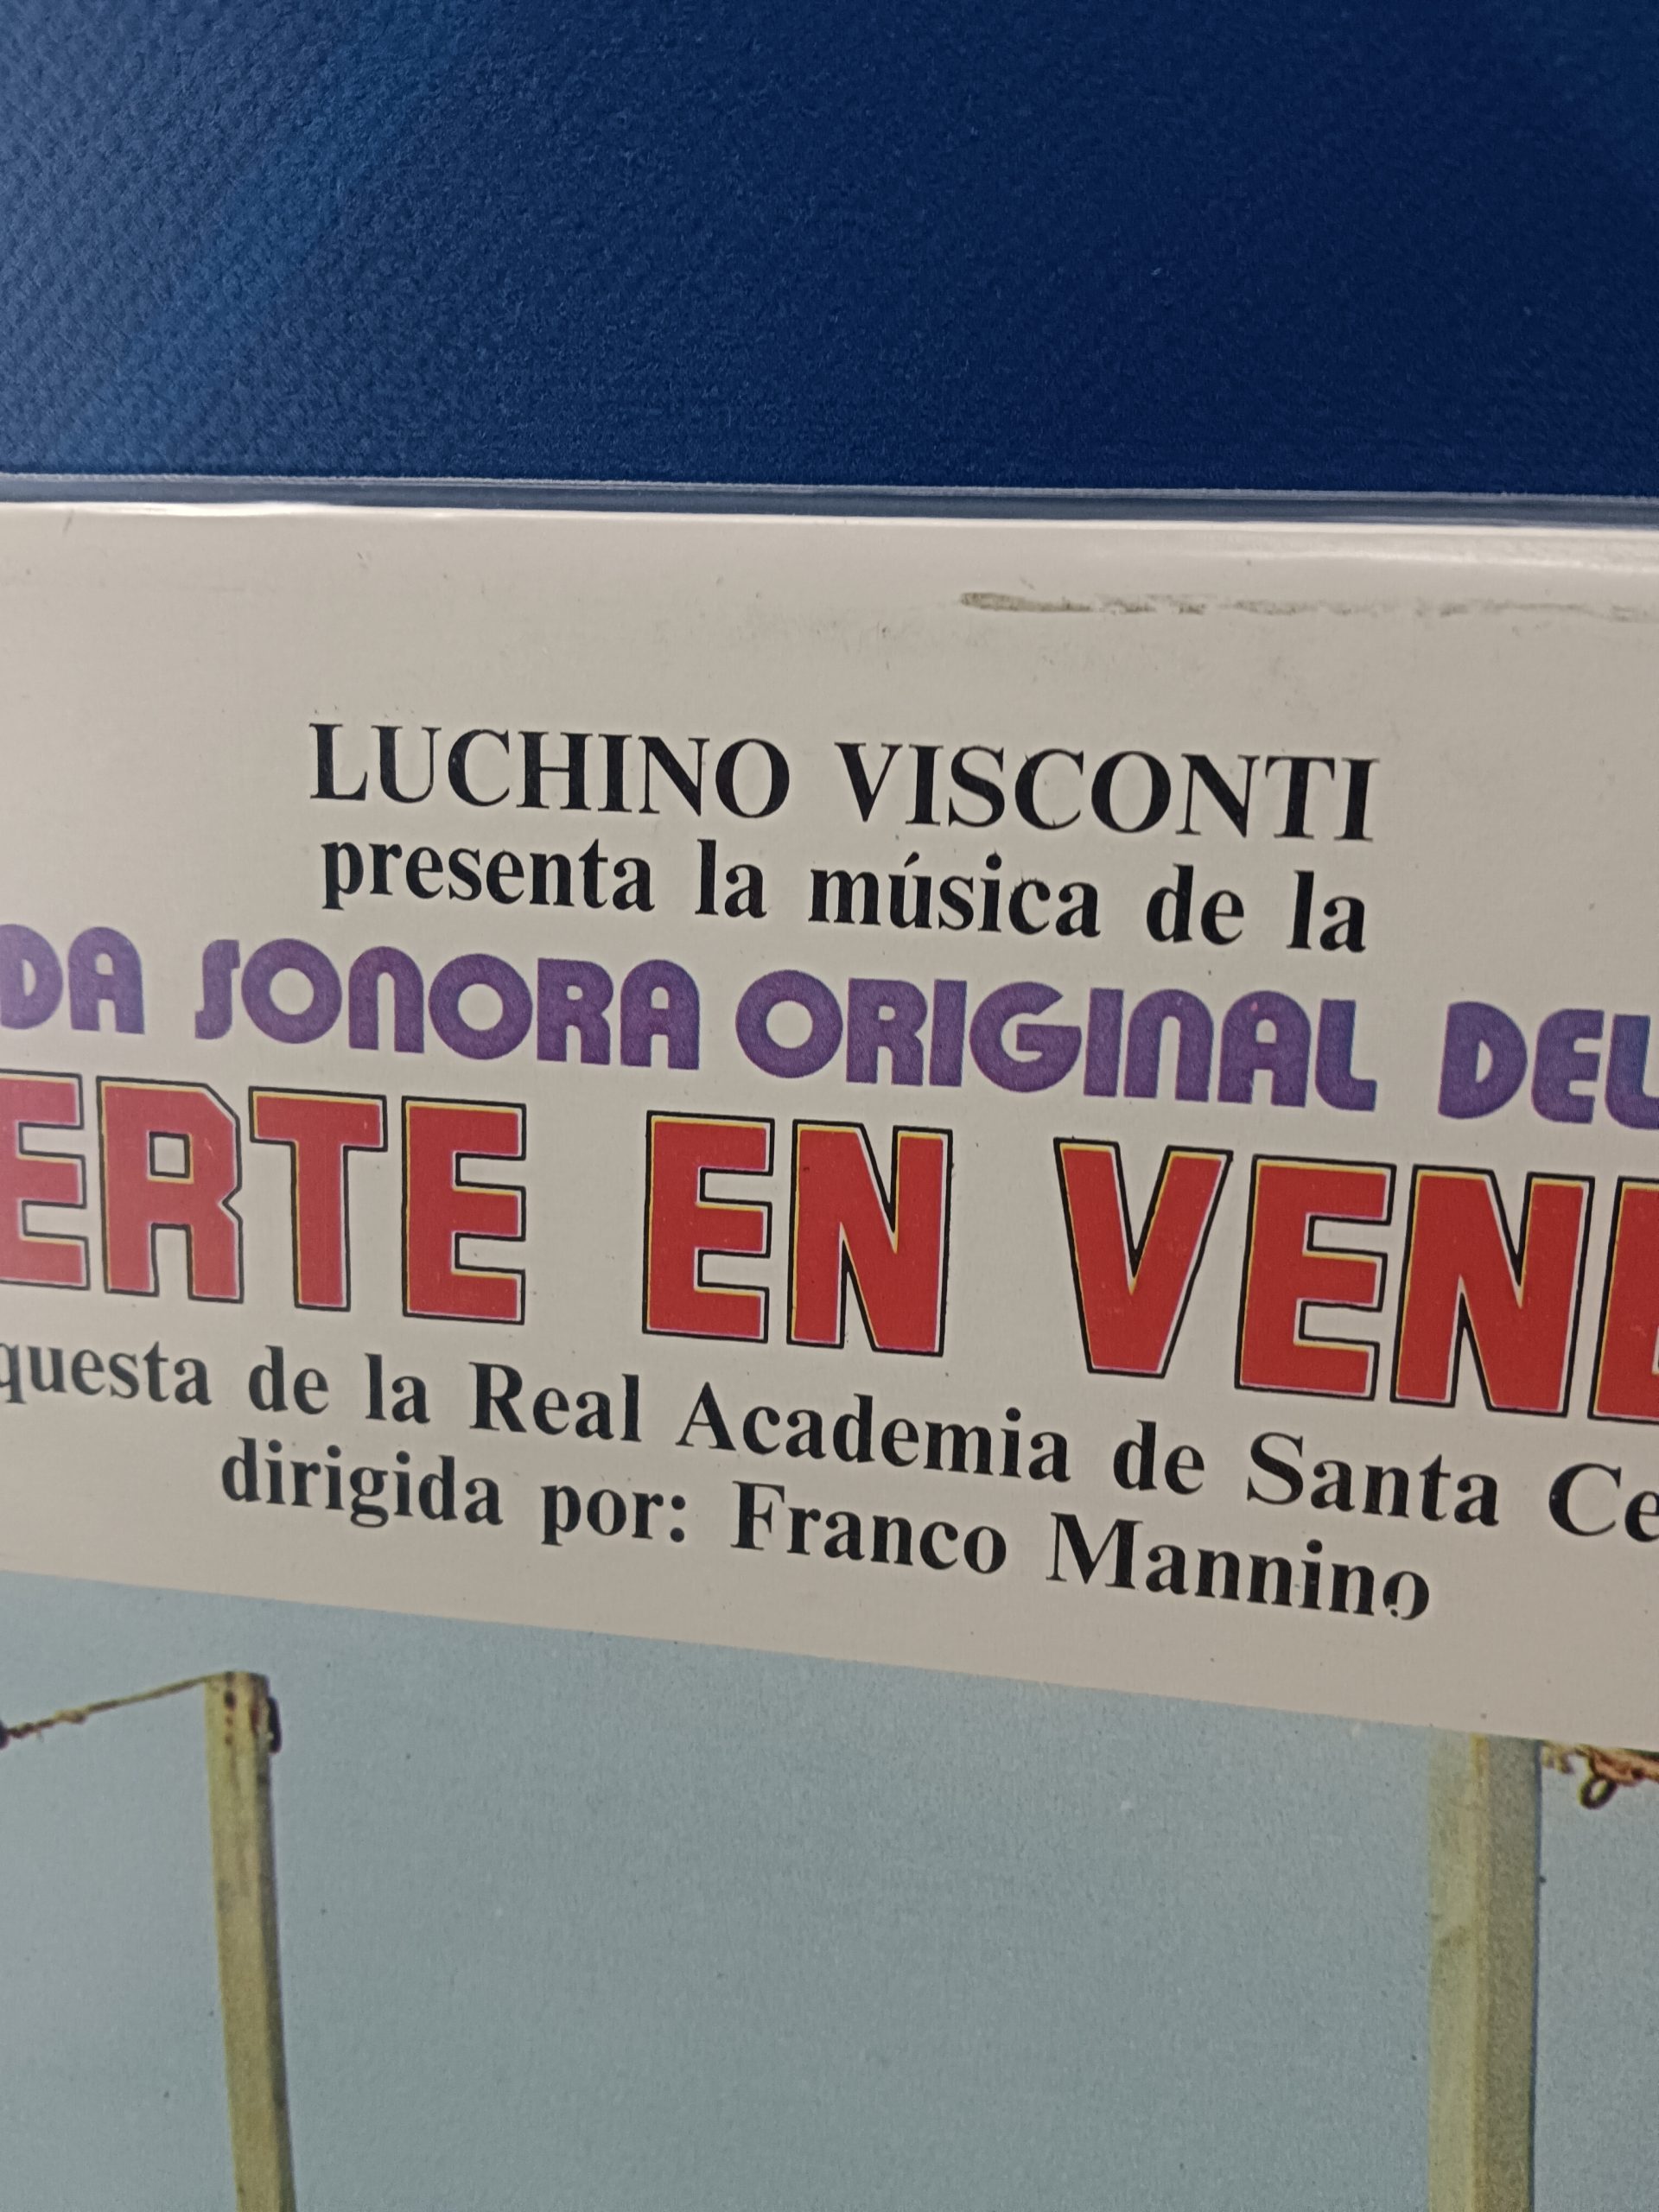 LUCHINO VISCONTI
presenta la música de la
DA SONORA ORIGINAL DEL
ERTE EN VEN
questa de la Real Academia de Santa Ce
dirigida por: Franco Mannino